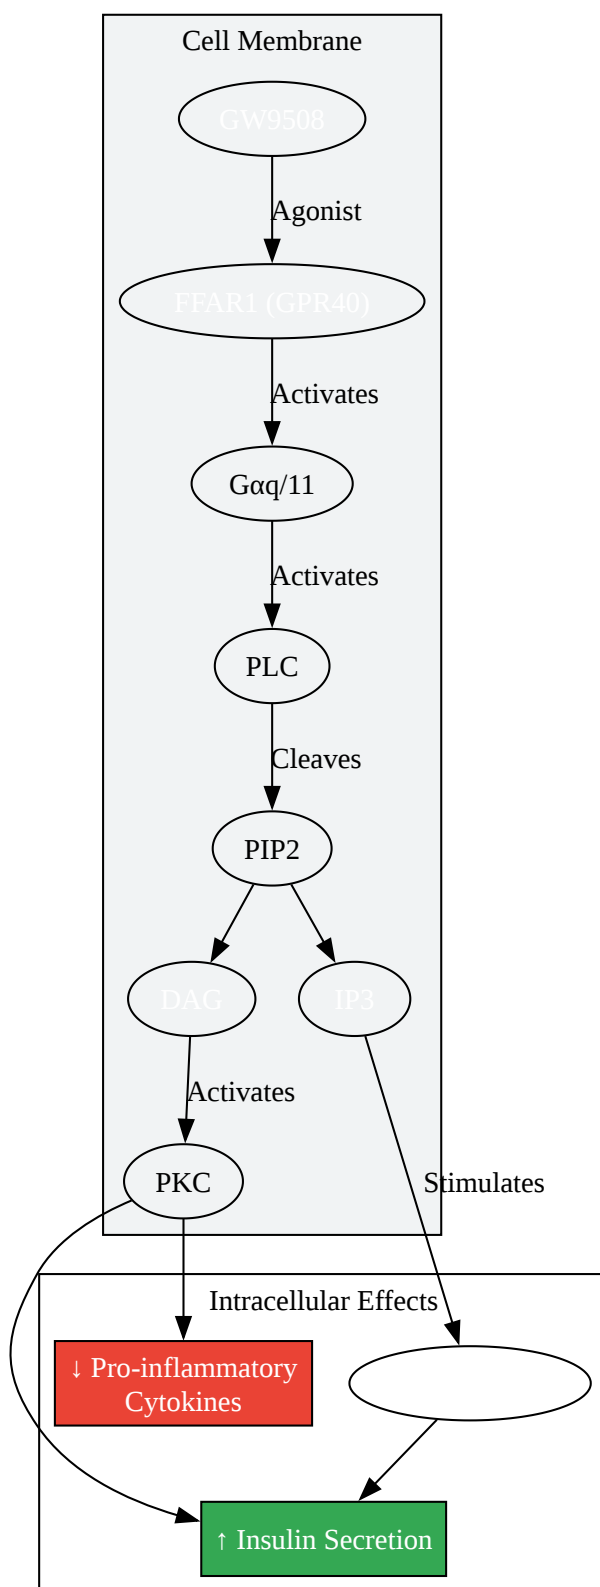 Cell Membrane
GW9508
Agonist
FFAR1 (GPR40)
Activates
Gαq/11
Activates
PLC
Cleaves
PIP2
DAG
IP3
Activates
PKC
Stimulates
Intracellular Effects
↓ Pro-inflammatory
Cytokines
↑ Insulin Secretion